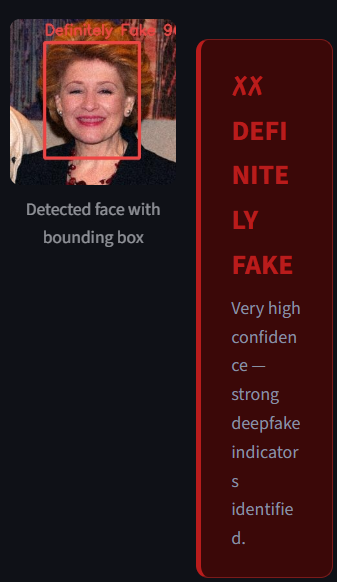 Definitely Fake 9
Detected face with
bounding box
XX
DEFI
NITE
LY
FAKE
Very high
confiden
ce —
strong
deepfake
indicator
s
identifie
d.